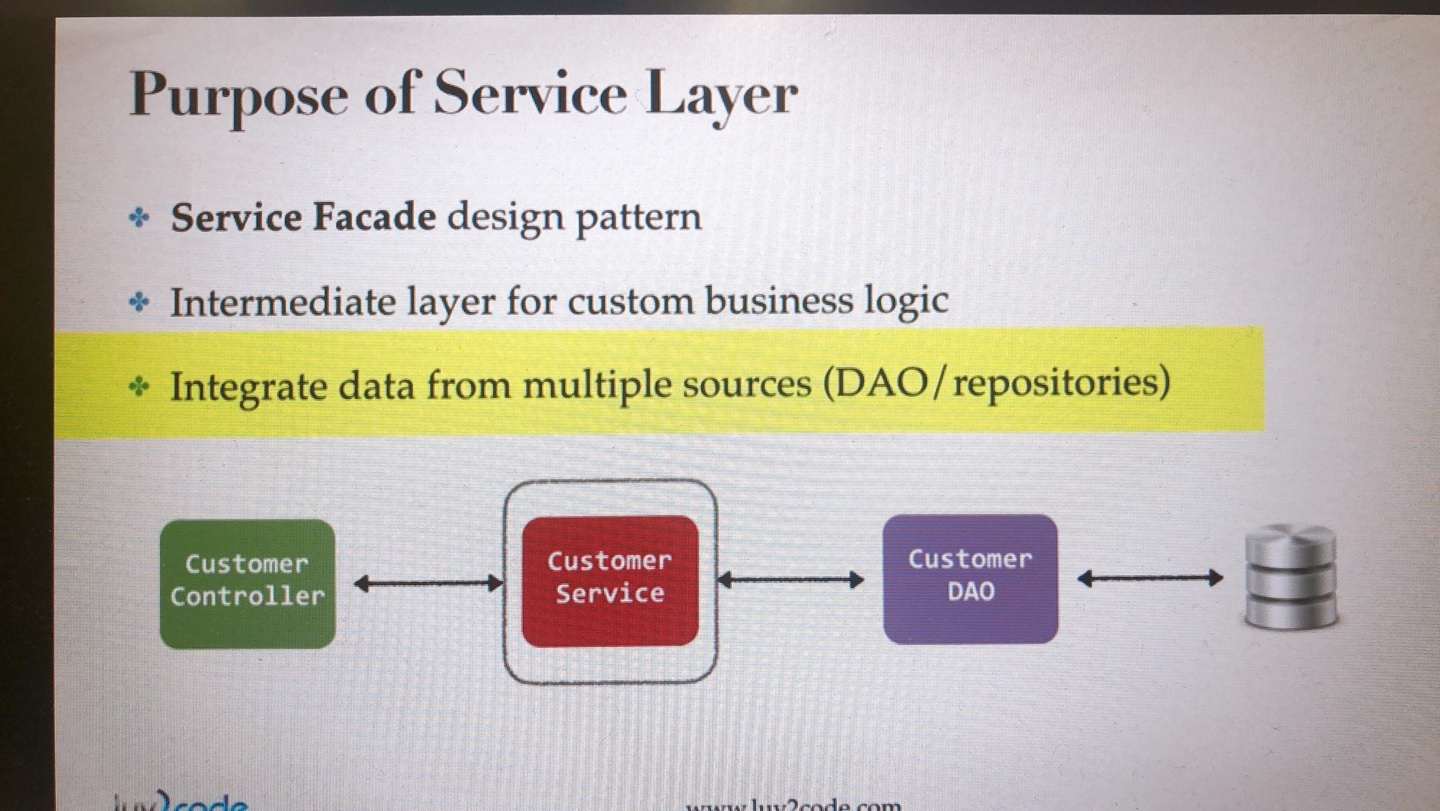 Purpose of Service Layer
Service Facade design pattern
Intermediate layer for custom business logic
Integrate data from multiple sources (DAO/repositories)
Customer
Controller
Customer
Service
Customer
DAO
luv2code
www.luv2code.com